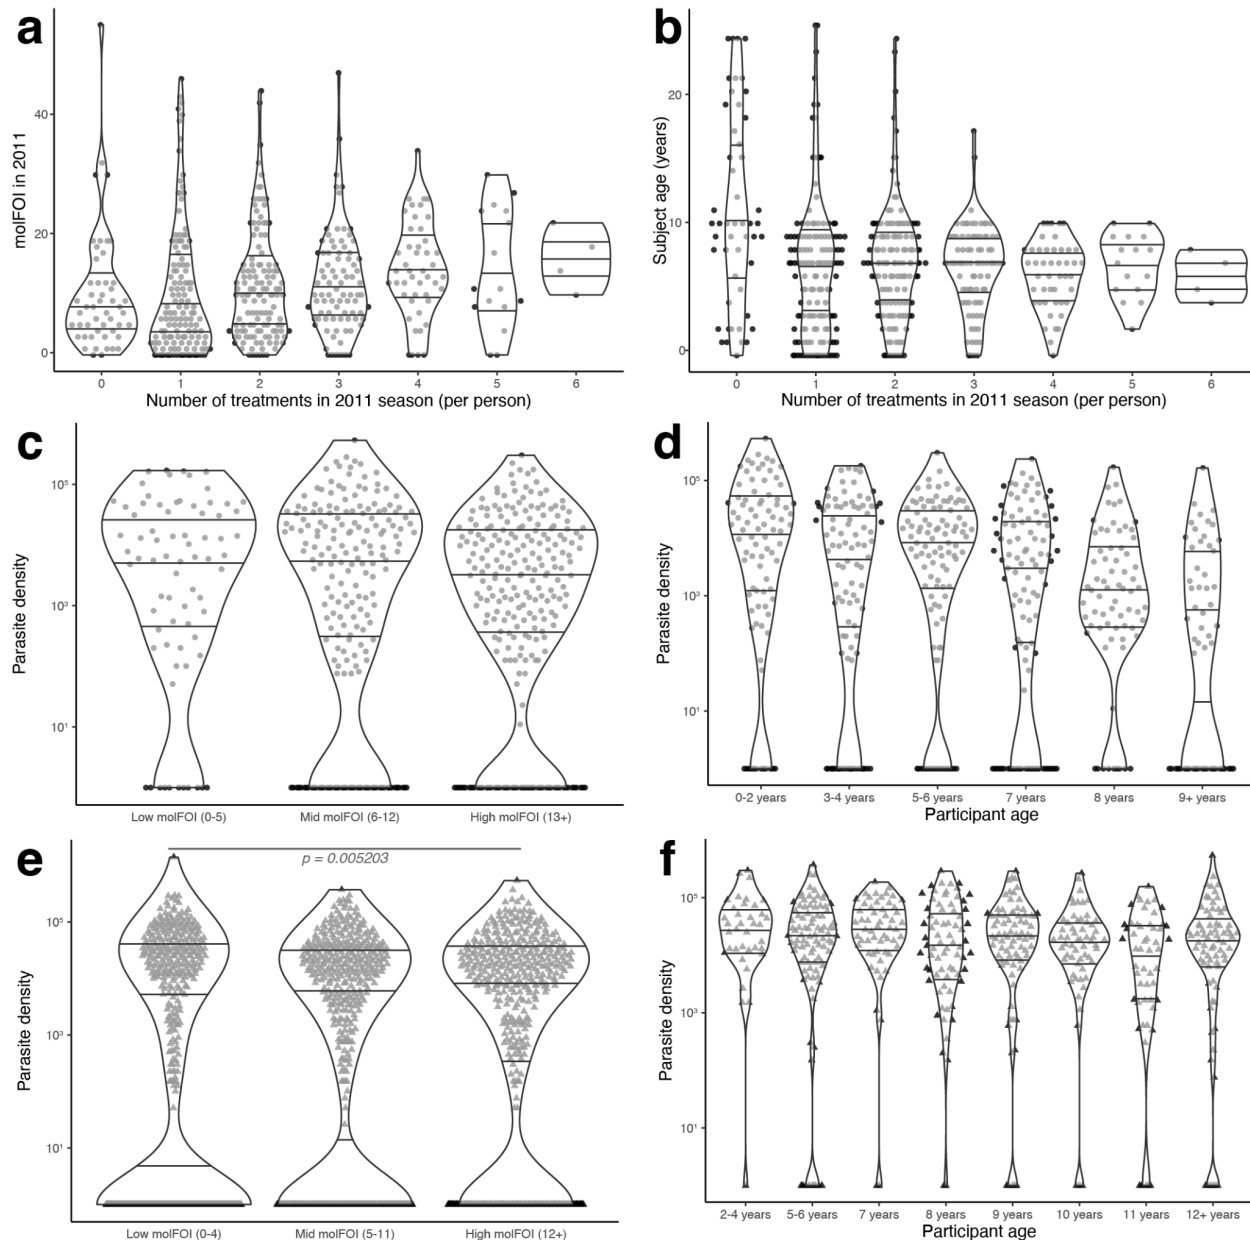 a
molFOI in 2011
40
20
0
0 1 2 3 4 5 6
Number of treatments in 2011 season (per person)
b
Subject age (years)
20
10
0
0 1 2 3 4 5 6
Number of treatments in 2011 season (per person)
c
Parasite density
10⁵
10³
10¹
Low molFOI (0-5) Mid molFOI (6-12) High molFOI (13+)
d
Parasite density
10⁵
10³
10¹
0-2 years 3-4 years 5-6 years 7 years 8 years 9+ years
Participant age
e
p = 0.005203
Parasite density
10⁵
10³
10¹
Low molFOI (0-4) Mid molFOI (5-11) High molFOI (12+)
f
Parasite density
10⁵
10³
10¹
2-4 years 5-6 years 7 years 8 years 9 years 10 years 11 years 12+ years
Participant age